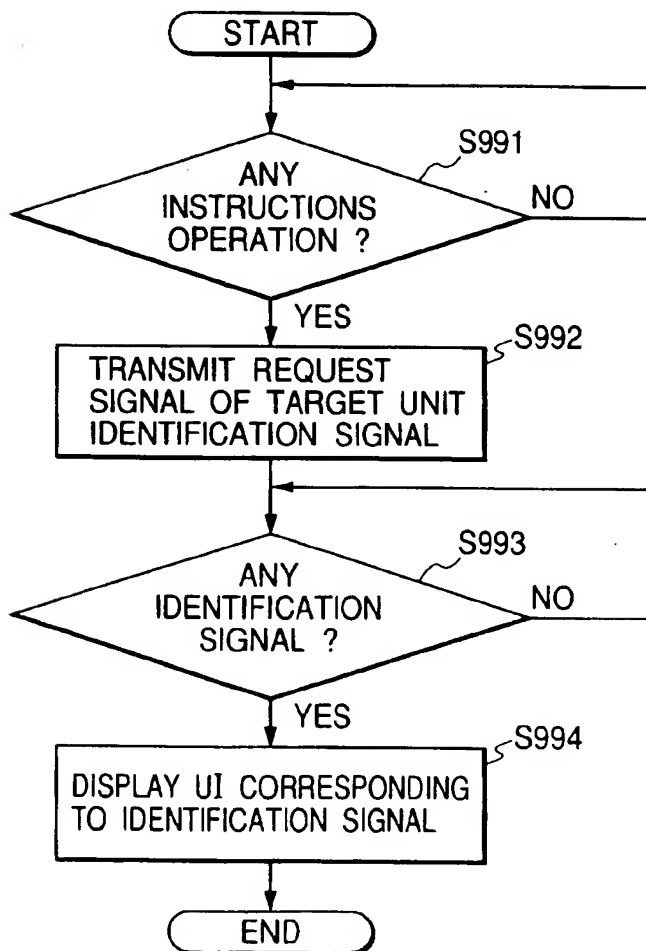 START
S991
ANY
INSTRUCTIONS
OPERATION ?
NO
YES
S992
TRANSMIT REQUEST
SIGNAL OF TARGET UNIT
IDENTIFICATION SIGNAL
S993
ANY
IDENTIFICATION
SIGNAL ?
NO
YES
S994
DISPLAY UI CORRESPONDING
TO IDENTIFICATION SIGNAL
END